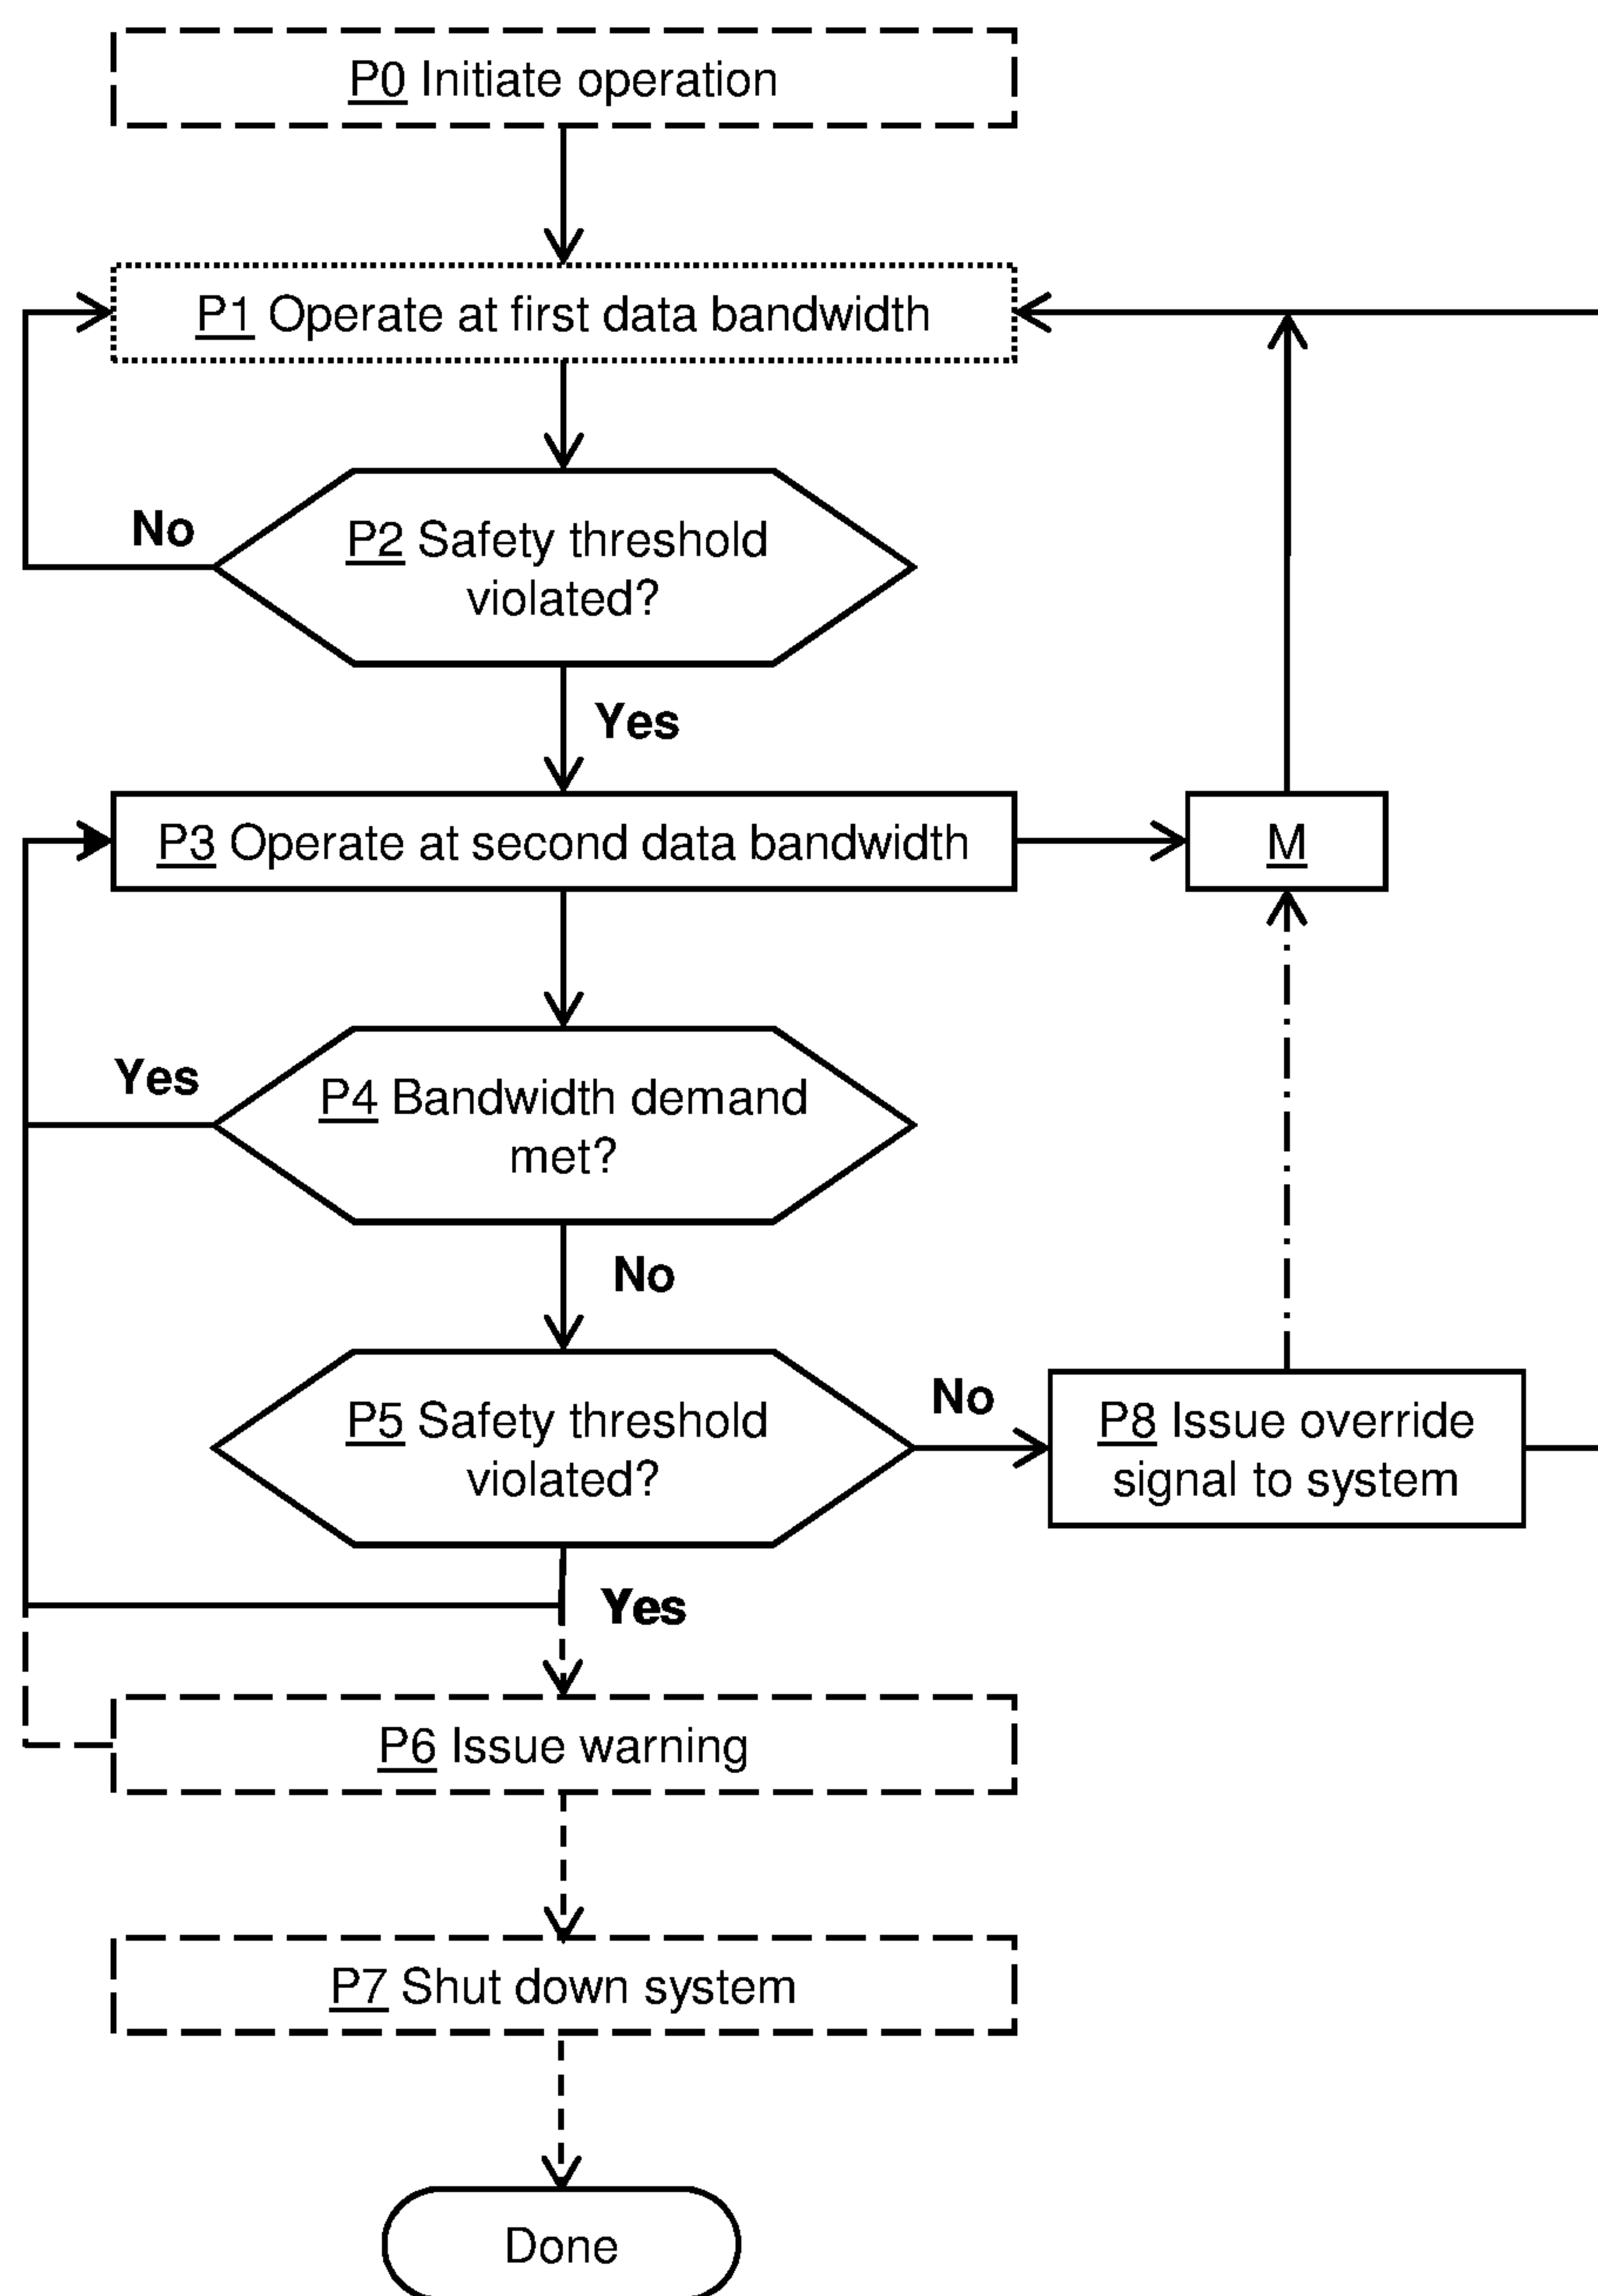 P0 Initiate operation
P1 Operate at first data bandwidth
No
P2 Safety threshold
violated?
Yes
P3 Operate at second data bandwidth
M
Yes
P4 Bandwidth demand
met?
No
P5 Safety threshold
violated?
No
P8 Issue override
signal to system
Yes
P6 Issue warning
P7 Shut down system
Done